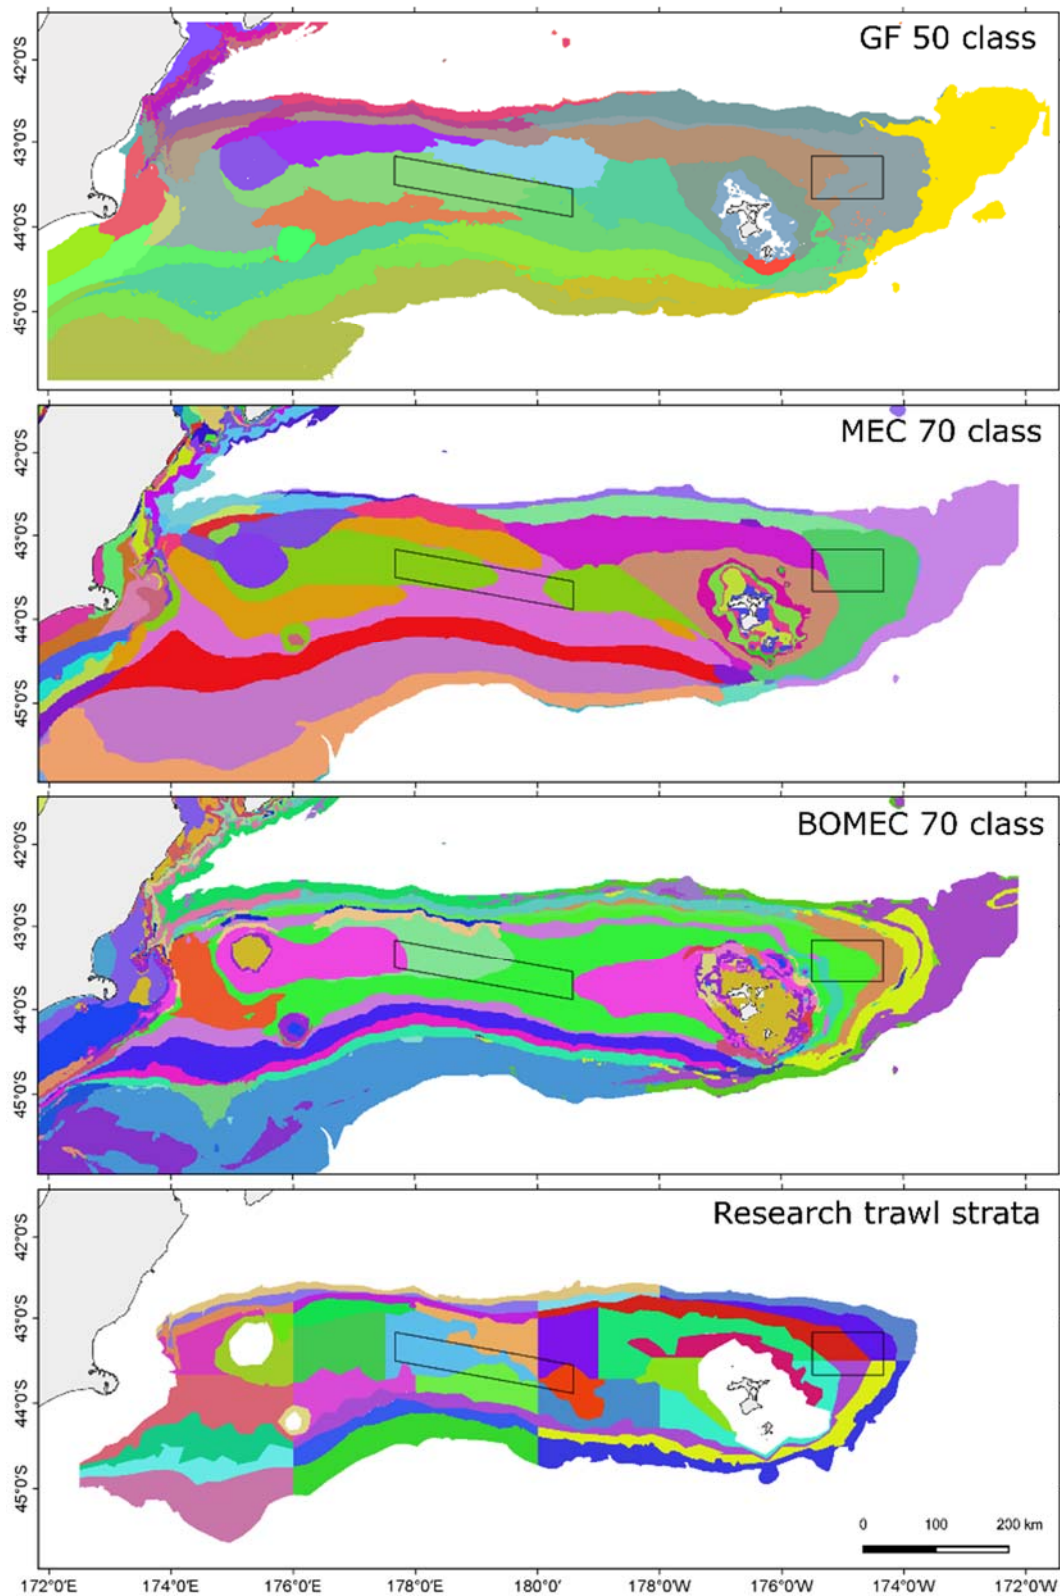 GF 50 class
42°0'S
43°0'S
44°0'S
45°0'S
MEC 70 class
42°0'S
43°0'S
44°0'S
45°0'S
BOMEC 70 class
42°0'S
43°0'S
44°0'S
45°0'S
Research trawl strata
42°0'S
43°0'S
44°0'S
45°0'S
0 100 200 km
172°0'E 174°0'E 176°0'E 178°0'E 180°0' 178°0'W 176°0'W 174°0'W 172°0'W